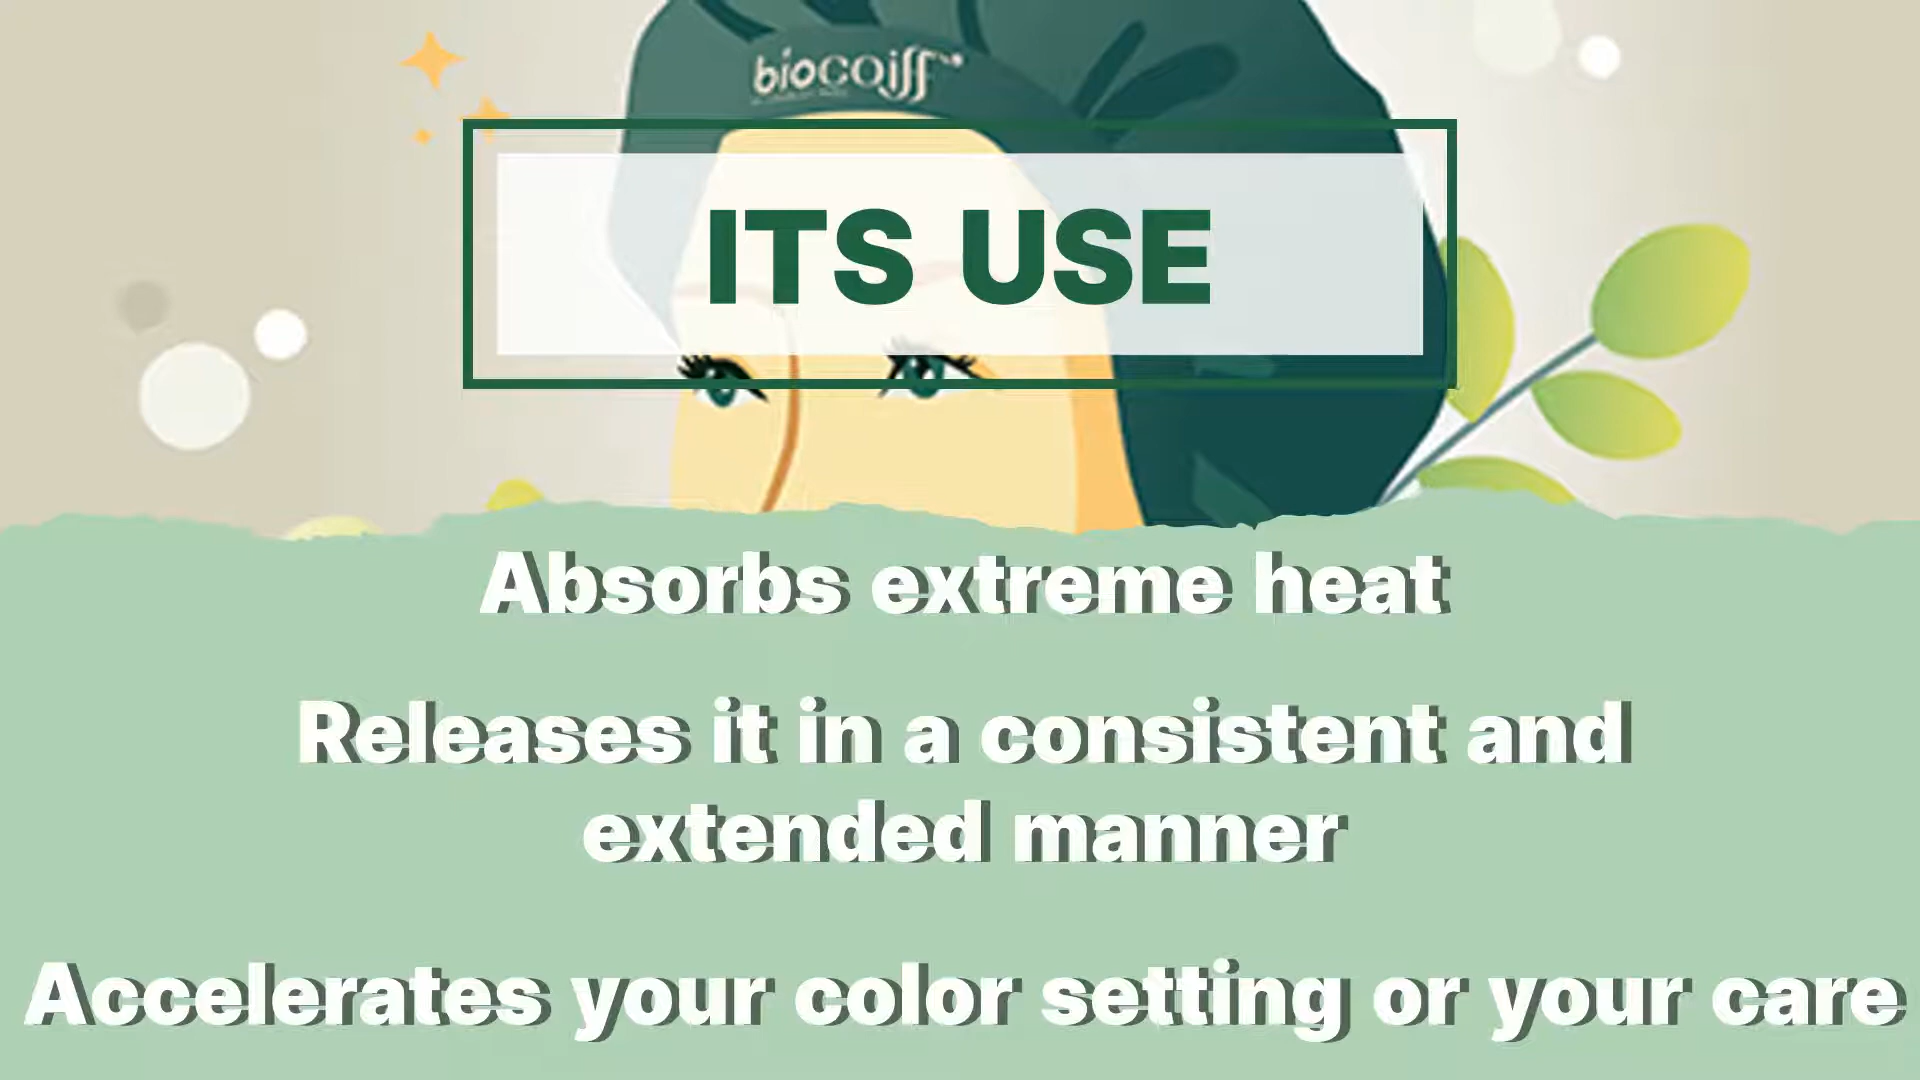 biocoiff
ITS USE
Absorbs extreme heat
Releases it in a consistent and
extended manner
Accelerates your color setting or your care